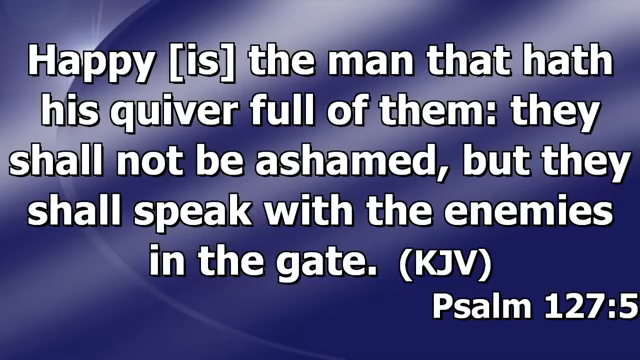 Happy [is] the man that hath
his quiver full of them: they
shall not be ashamed, but they
shall speak with the enemies
in the gate. (KJV)
Psalm 127:5